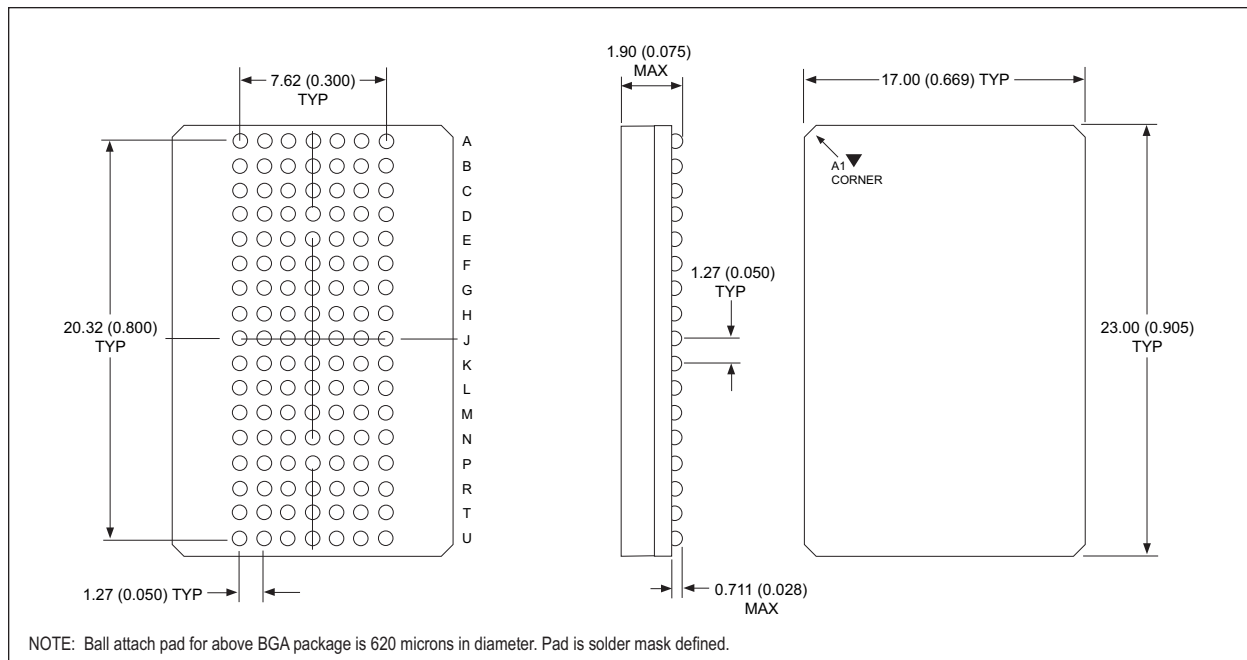 7.62 (0.300)
TYP
A
B
C
D
E
F
G
H
J
K
L
M
N
P
R
T
U
20.32 (0.800)
TYP
1.27 (0.050) TYP
1.90 (0.075)
MAX
1.27 (0.050)
TYP
0.711 (0.028)
MAX
17.00 (0.669) TYP
A1
CORNER
23.00 (0.905)
TYP
NOTE: Ball attach pad for above BGA package is 620 microns in diameter. Pad is solder mask defined.